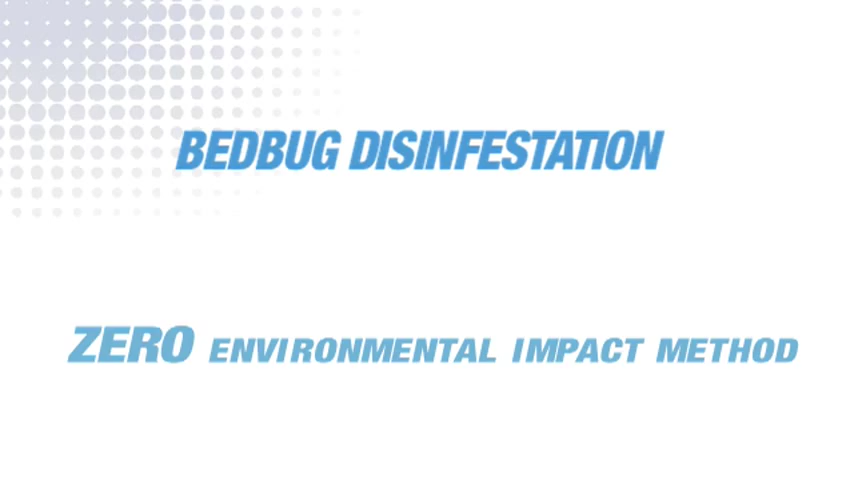 BEDBUG DISINFESTATION
ZERO ENVIRONMENTAL IMPACT METHOD